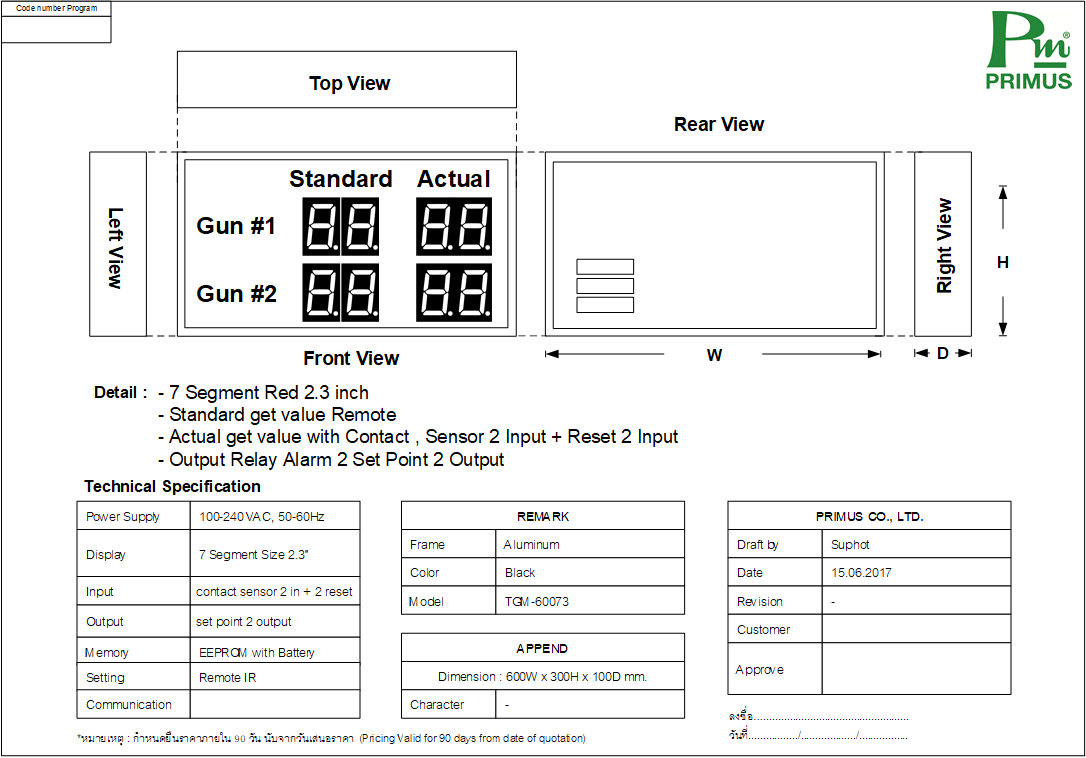 Code number Program
Pm®
PRIMUS
Top View
Rear View
Left View
Standard Actual
Gun #1 88 88
Gun #2 88 88
Right View
H
Front View
W
D
Detail : - 7 Segment Red 2.3 inch
- Standard get value Remote
- Actual get value with Contact , Sensor 2 Input + Reset 2 Input
- Output Relay Alarm 2 Set Point 2 Output
Technical Specification
Power Supply 100-240VAC, 50-60Hz
Display 7 Segment Size 2.3"
Input contact sensor 2 in + 2 reset
Output set point 2 output
Memory EEPROM with Battery
Setting Remote IR
Communication
REMARK
Frame Aluminum
Color Black
Model TGM-60073
APPEND
Dimension : 600W x 300H x 100D mm.
Character -
PRIMUS CO., LTD.
Draft by Suphot
Date 15.06.2017
Revision -
Customer
Approve
ลงชื่อ......................................................
วันที่................./.................../.................
*หมายเหตุ : กำหนดยืนราคาภายใน 90 วัน นับจากวันเสนอราคา (Pricing Valid for 90 days from date of quotation)